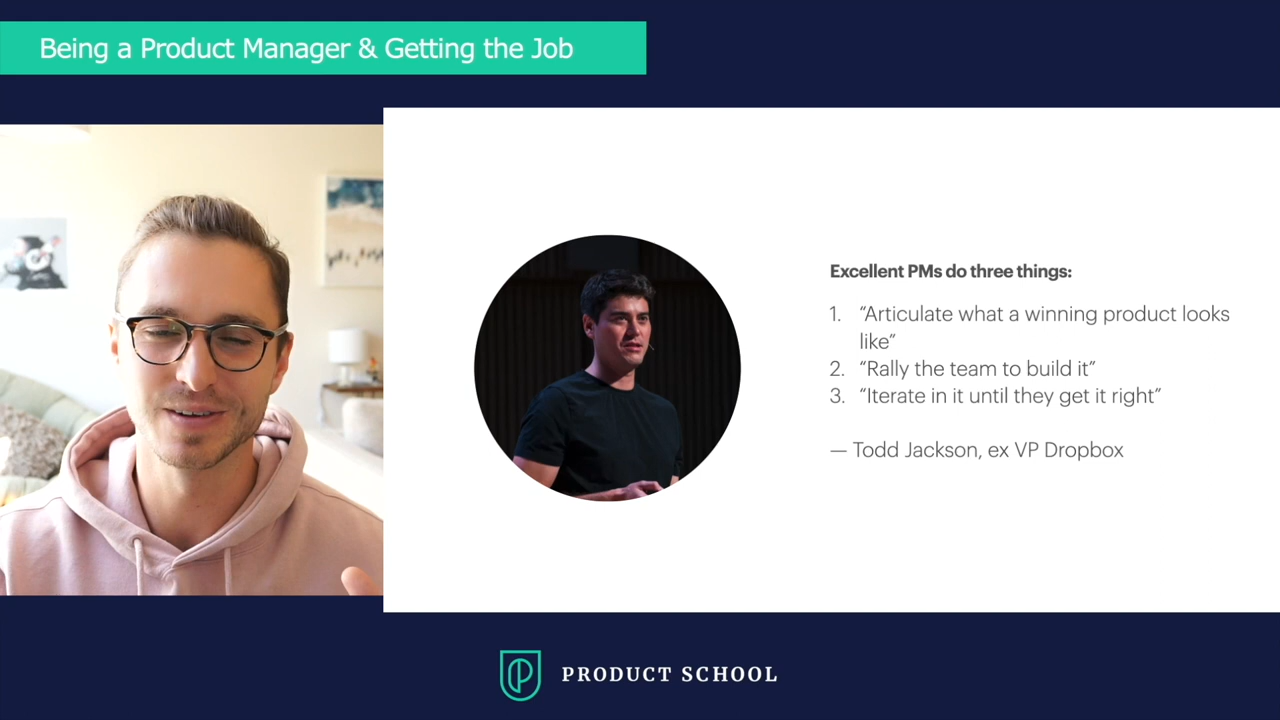 Being a Product Manager & Getting the Job
Excellent PMs do three things:
1. “Articulate what a winning product looks
like”
2. “Rally the team to build it”
3. “Iterate in it until they get it right”
— Todd Jackson, ex VP Dropbox
PRODUCT SCHOOL